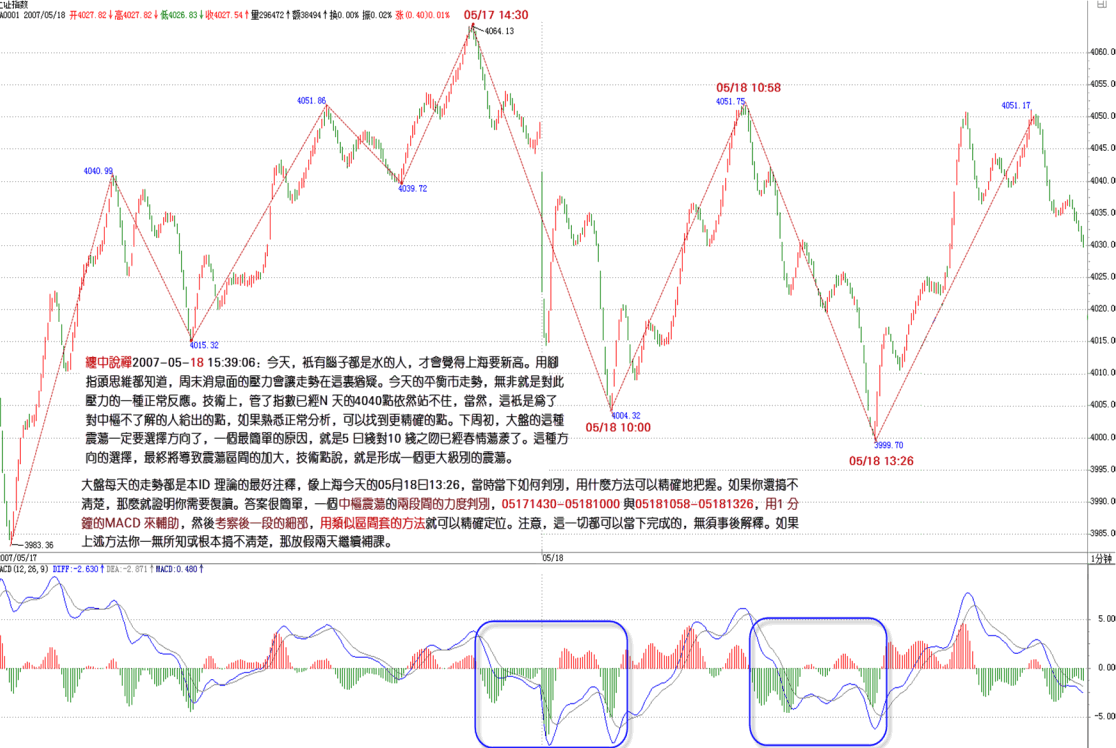 上证指数
A0001 2007/05/18 开4027.82↓高4027.82↓低4026.83↓收4027.54↑量296472↑额38494↑换0.00% 振0.02% 涨(0.40)0.01%
05/17 14:30
4064.13
4060.0
4055.0
05/18 10:58
4051.86
4051.75
4051.17
4050.0
4045.0
4040.99
4040.0
4039.72
4035.0
4030.0
4025.0
4020.0
4015.32
4015.0
纏中說禪2007-05-18 15:39:06：今天，衹有腦子都是水的人，才會覺得上海要新高。用腳
指頭思維都知道，周末消息面的壓力會讓走勢在這裏猶疑。今天的平衡市走勢，無非就是對此
壓力的一種正常反應。技術上，管了指數已經N 天的4040點依然站不住，當然，這衹是為了
對中樞不了解的人給出的點，如果熟悉正常分析，可以找到更精確的點。下周初，大盤的這種
震蕩一定要選擇方向了，一個最簡單的原因，就是5 日綫對10 綫之吻已經春情蕩漾了。這種方
向的選擇，最終將導致震蕩區間的加大，技術點說，就是形成一個更大級別的震蕩。
4010.0
4005.0
4004.32
05/18 10:00
4000.0
3999.70
05/18 13:26
3995.0
大盤每天的走勢都是本ID 理論的最好注釋，像上海今天的05月18日13:26，當時當下如何判別，用什麼方法可以精確地把握。如果你還搞不
清楚，那麼就證明你需要復讀。答案很簡單，一個中樞震蕩的兩段間的力度判別，05171430-05181000 與05181058-05181326，用1 分
鐘的MACD 來輔助，然後考察後一段的細部，用類似區間套的方法就可以精確定位。注意，這一切都可以當下完成的，無須事後解釋。如果
上述方法你一無所知或根本搞不清楚，那放假兩天繼續補課。
3990.0
3985.0
3983.36
2007/05/17
05/18
1分钟
ACD(12,26,9) DIFF:-2.630↑DEA:-2.871↑MACD:0.480↑
5.00
0.00
-5.00